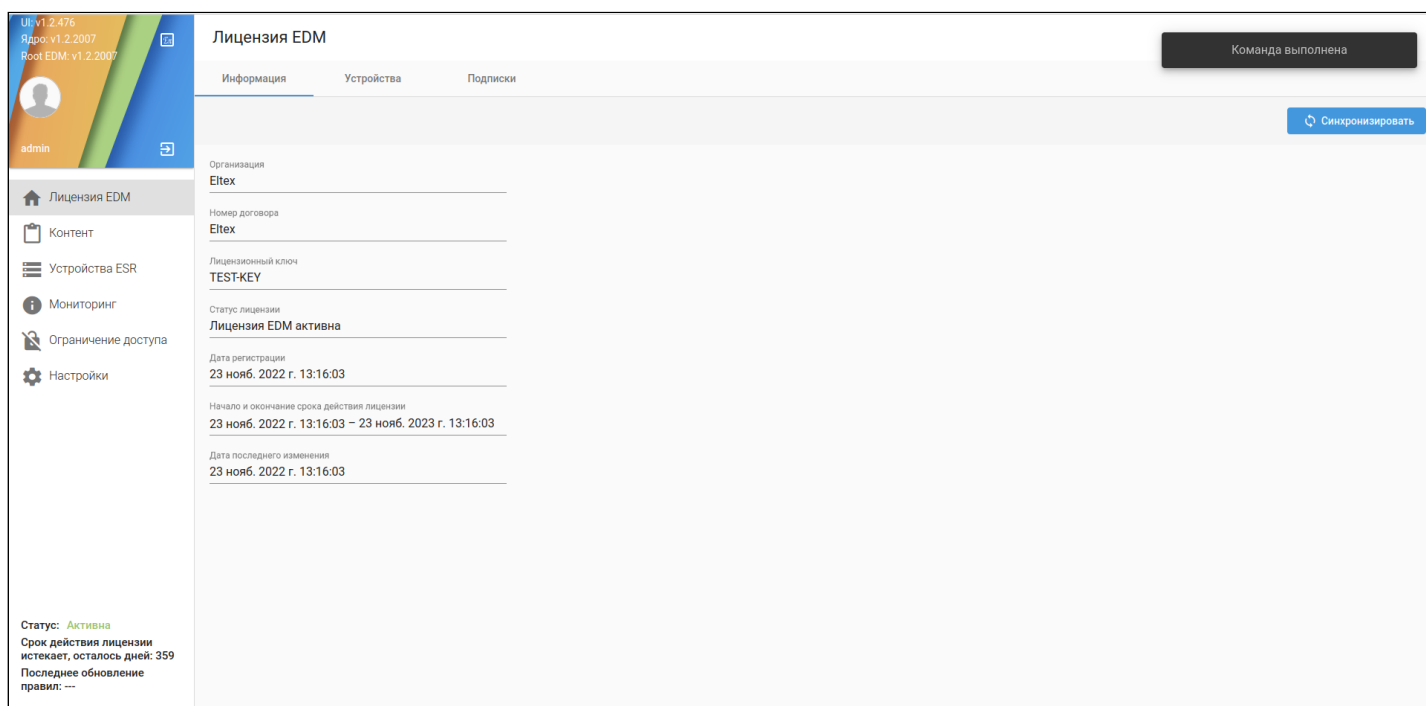 UI: v1.2.476
Ядро: v1.2.2007
Root EDM: v1.2.2007
admin
Лицензия EDM
Контент
Устройства ESR
Мониторинг
Ограничение доступа
Настройки
Статус: Активна
Срок действия лицензии
истекает, осталось дней: 359
Последнее обновление
правил: ---
Лицензия EDM
Команда выполнена
Информация Устройства Подписки
Синхронизировать
Организация
Eltex
Номер договора
Eltex
Лицензионный ключ
TEST-KEY
Статус лицензии
Лицензия EDM активна
Дата регистрации
23 нояб. 2022 г. 13:16:03
Начало и окончание срока действия лицензии
23 нояб. 2022 г. 13:16:03 – 23 нояб. 2023 г. 13:16:03
Дата последнего изменения
23 нояб. 2022 г. 13:16:03